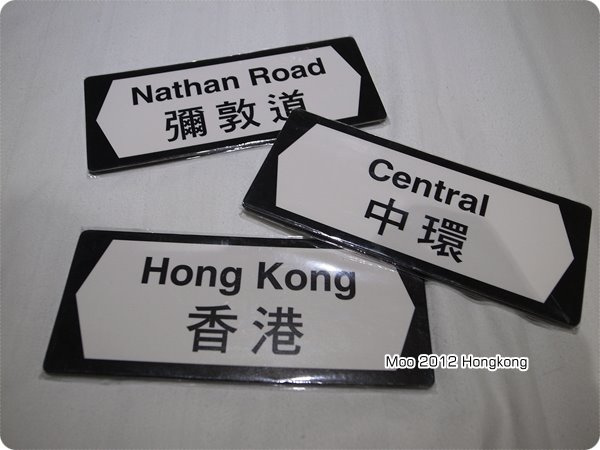 Nathan Road
彌敦道
Central
中環
Hong Kong
香港
Moo 2012 Hongkong